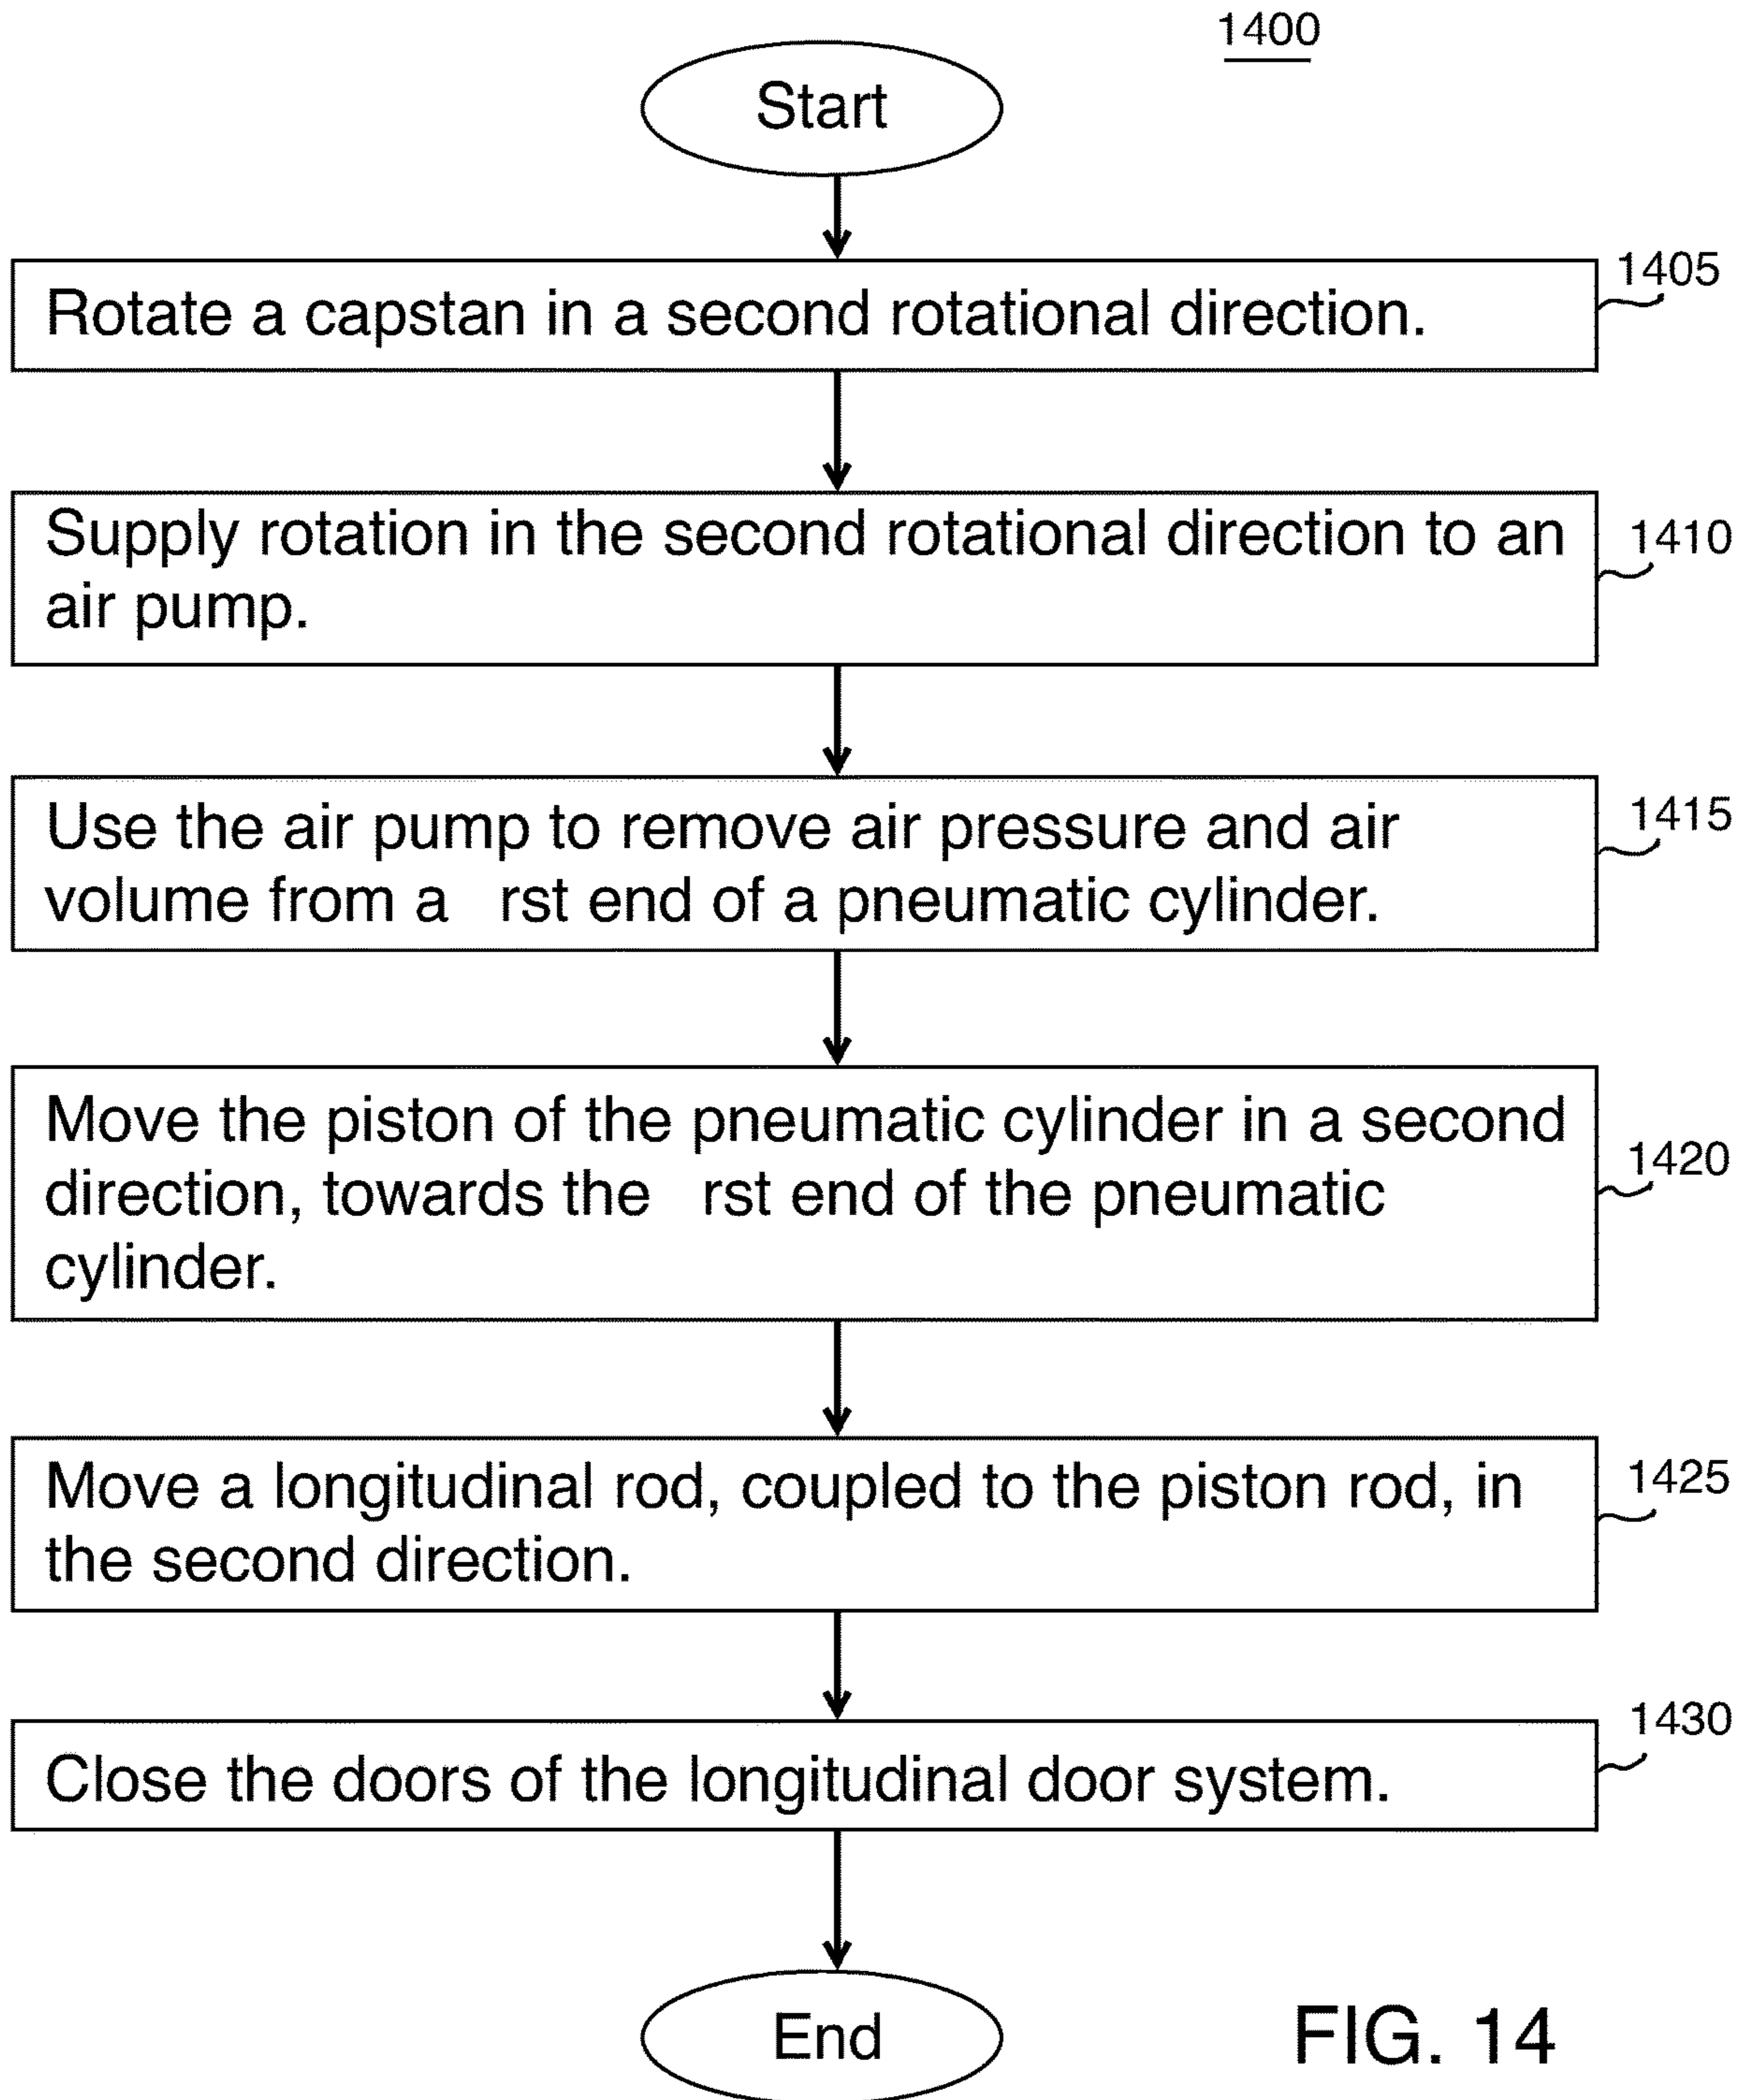 1400
Start
Rotate a capstan in a second rotational direction.
1405
Supply rotation in the second rotational direction to an
air pump.
1410
Use the air pump to remove air pressure and air
volume from a rst end of a pneumatic cylinder.
1415
Move the piston of the pneumatic cylinder in a second
direction, towards the rst end of the pneumatic
cylinder.
1420
Move a longitudinal rod, coupled to the piston rod, in
the second direction.
1425
Close the doors of the longitudinal door system.
1430
End
FIG. 14